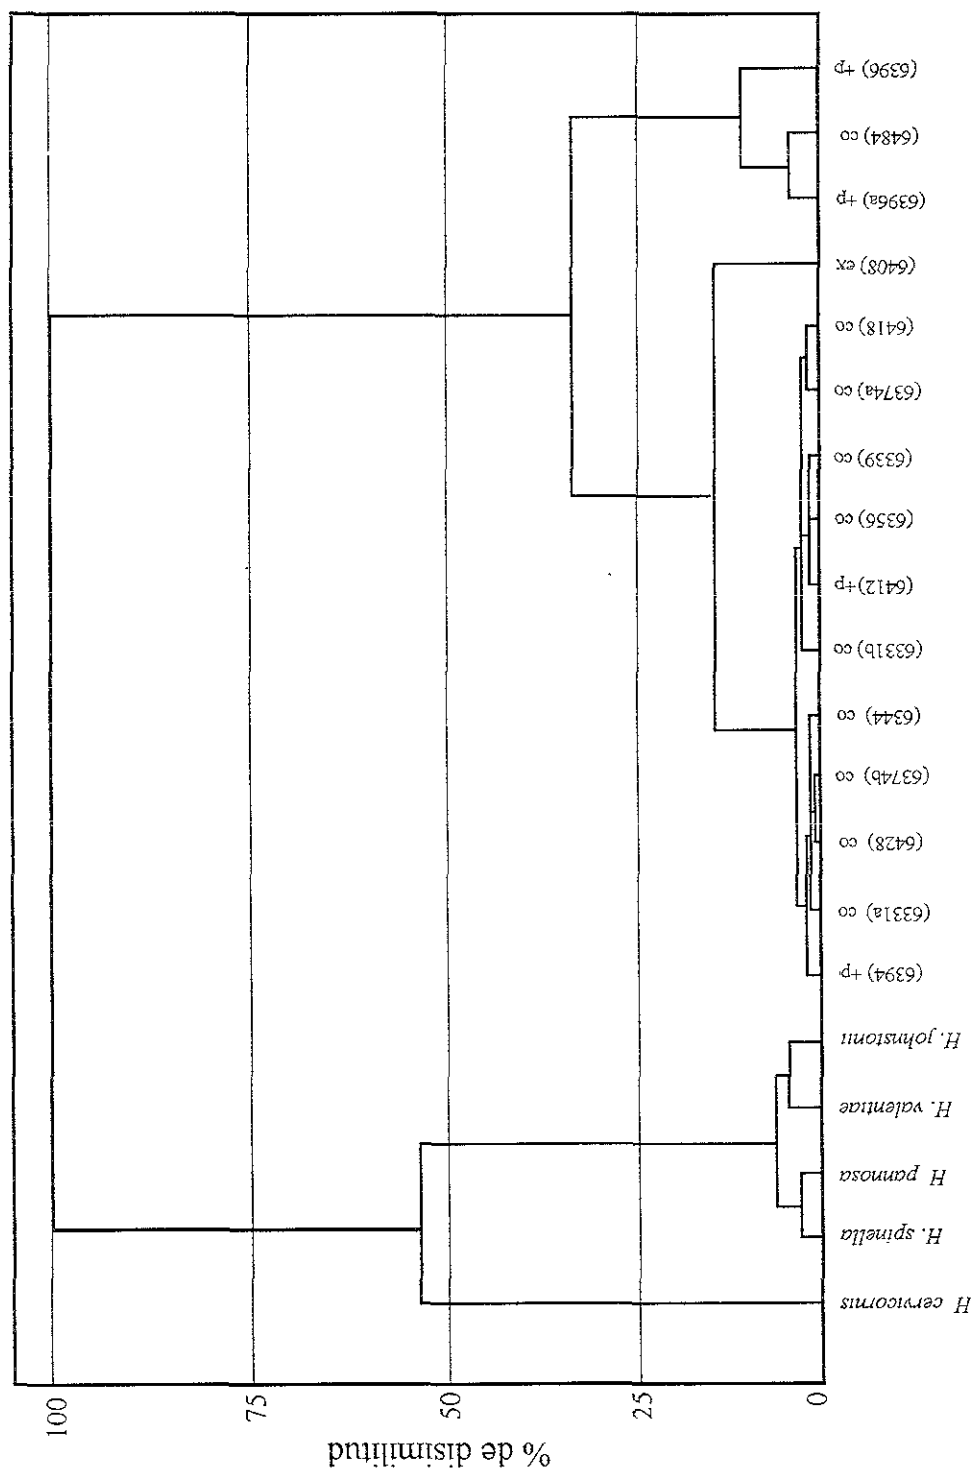 % de disimilitud
100
75
50
25
0
(6396) +p
(6484) co
(6396a) +p
(6408) ex
(6418) co
(6374a) co
(6339) co
(6356) co
(6412)+p
(6331b) co
(6344) co
(6374b) co
(6428) co
(6331a) co
(6394) +p
H. johnstonii
H. valentiae
H pannosa
H. spinella
H cervicornis